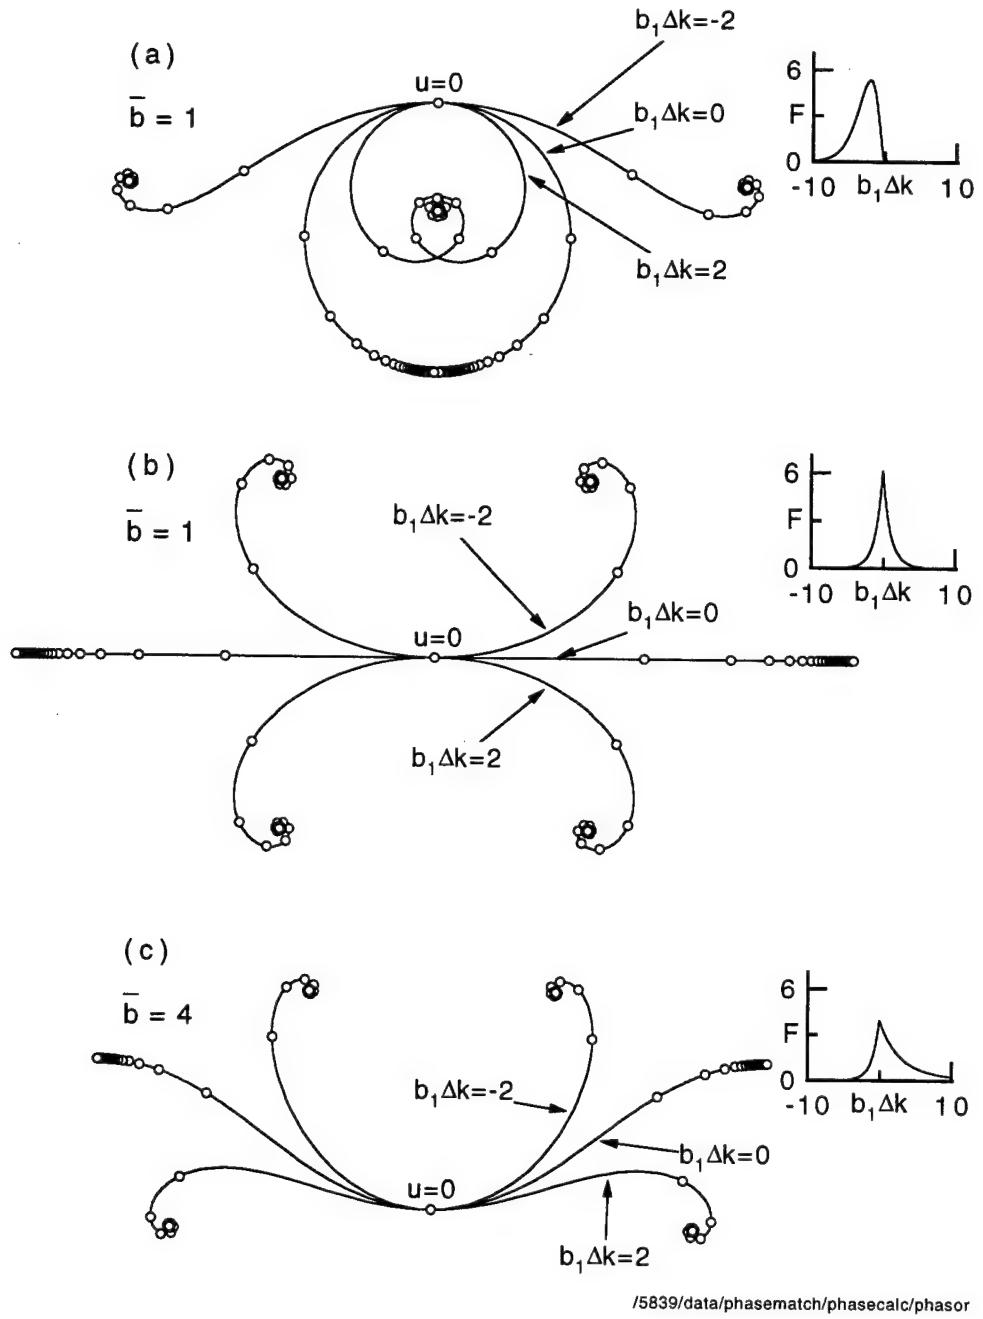 (a)
b̄ = 1
u=0
b₁Δk=-2
b₁Δk=0
b₁Δk=2
6
F
0
-10 b₁Δk 10
(b)
b̄ = 1
b₁Δk=-2
u=0
b₁Δk=0
b₁Δk=2
6
F
0
-10 b₁Δk 10
(c)
b̄ = 4
b₁Δk=-2
u=0
b₁Δk=0
b₁Δk=2
6
F
0
-10 b₁Δk 10
/5839/data/phasematch/phasecalc/phasor